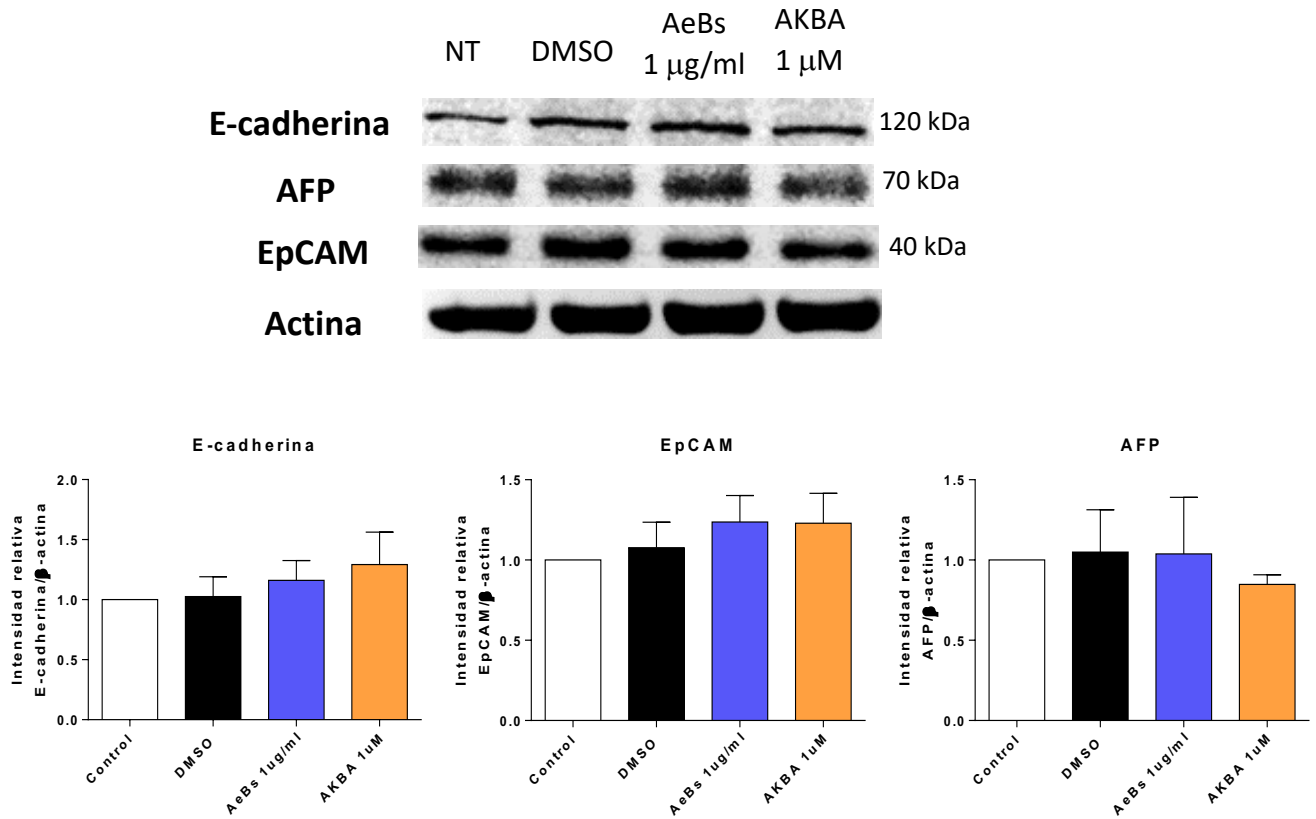 NT
DMSO
AeBs
1 μg/ml
AKBA
1 μM
E-cadherina
120 kDa
AFP
70 kDa
EpCAM
40 kDa
Actina
E-cadherina
Intensidad relativa
E-cadherina/β-actina
2.0
1.5
1.0
0.5
0.0
Control
DMSO
AeBs 1ug/ml
AKBA 1uM
EpCAM
Intensidad relativa
EpCAM/β-actina
1.5
1.0
0.5
0.0
Control
DMSO
AeBs 1ug/ml
AKBA 1uM
AFP
Intensidad relativa
AFP/β-actina
1.5
1.0
0.5
0.0
Control
DMSO
AeBs 1ug/ml
AKBA 1uM